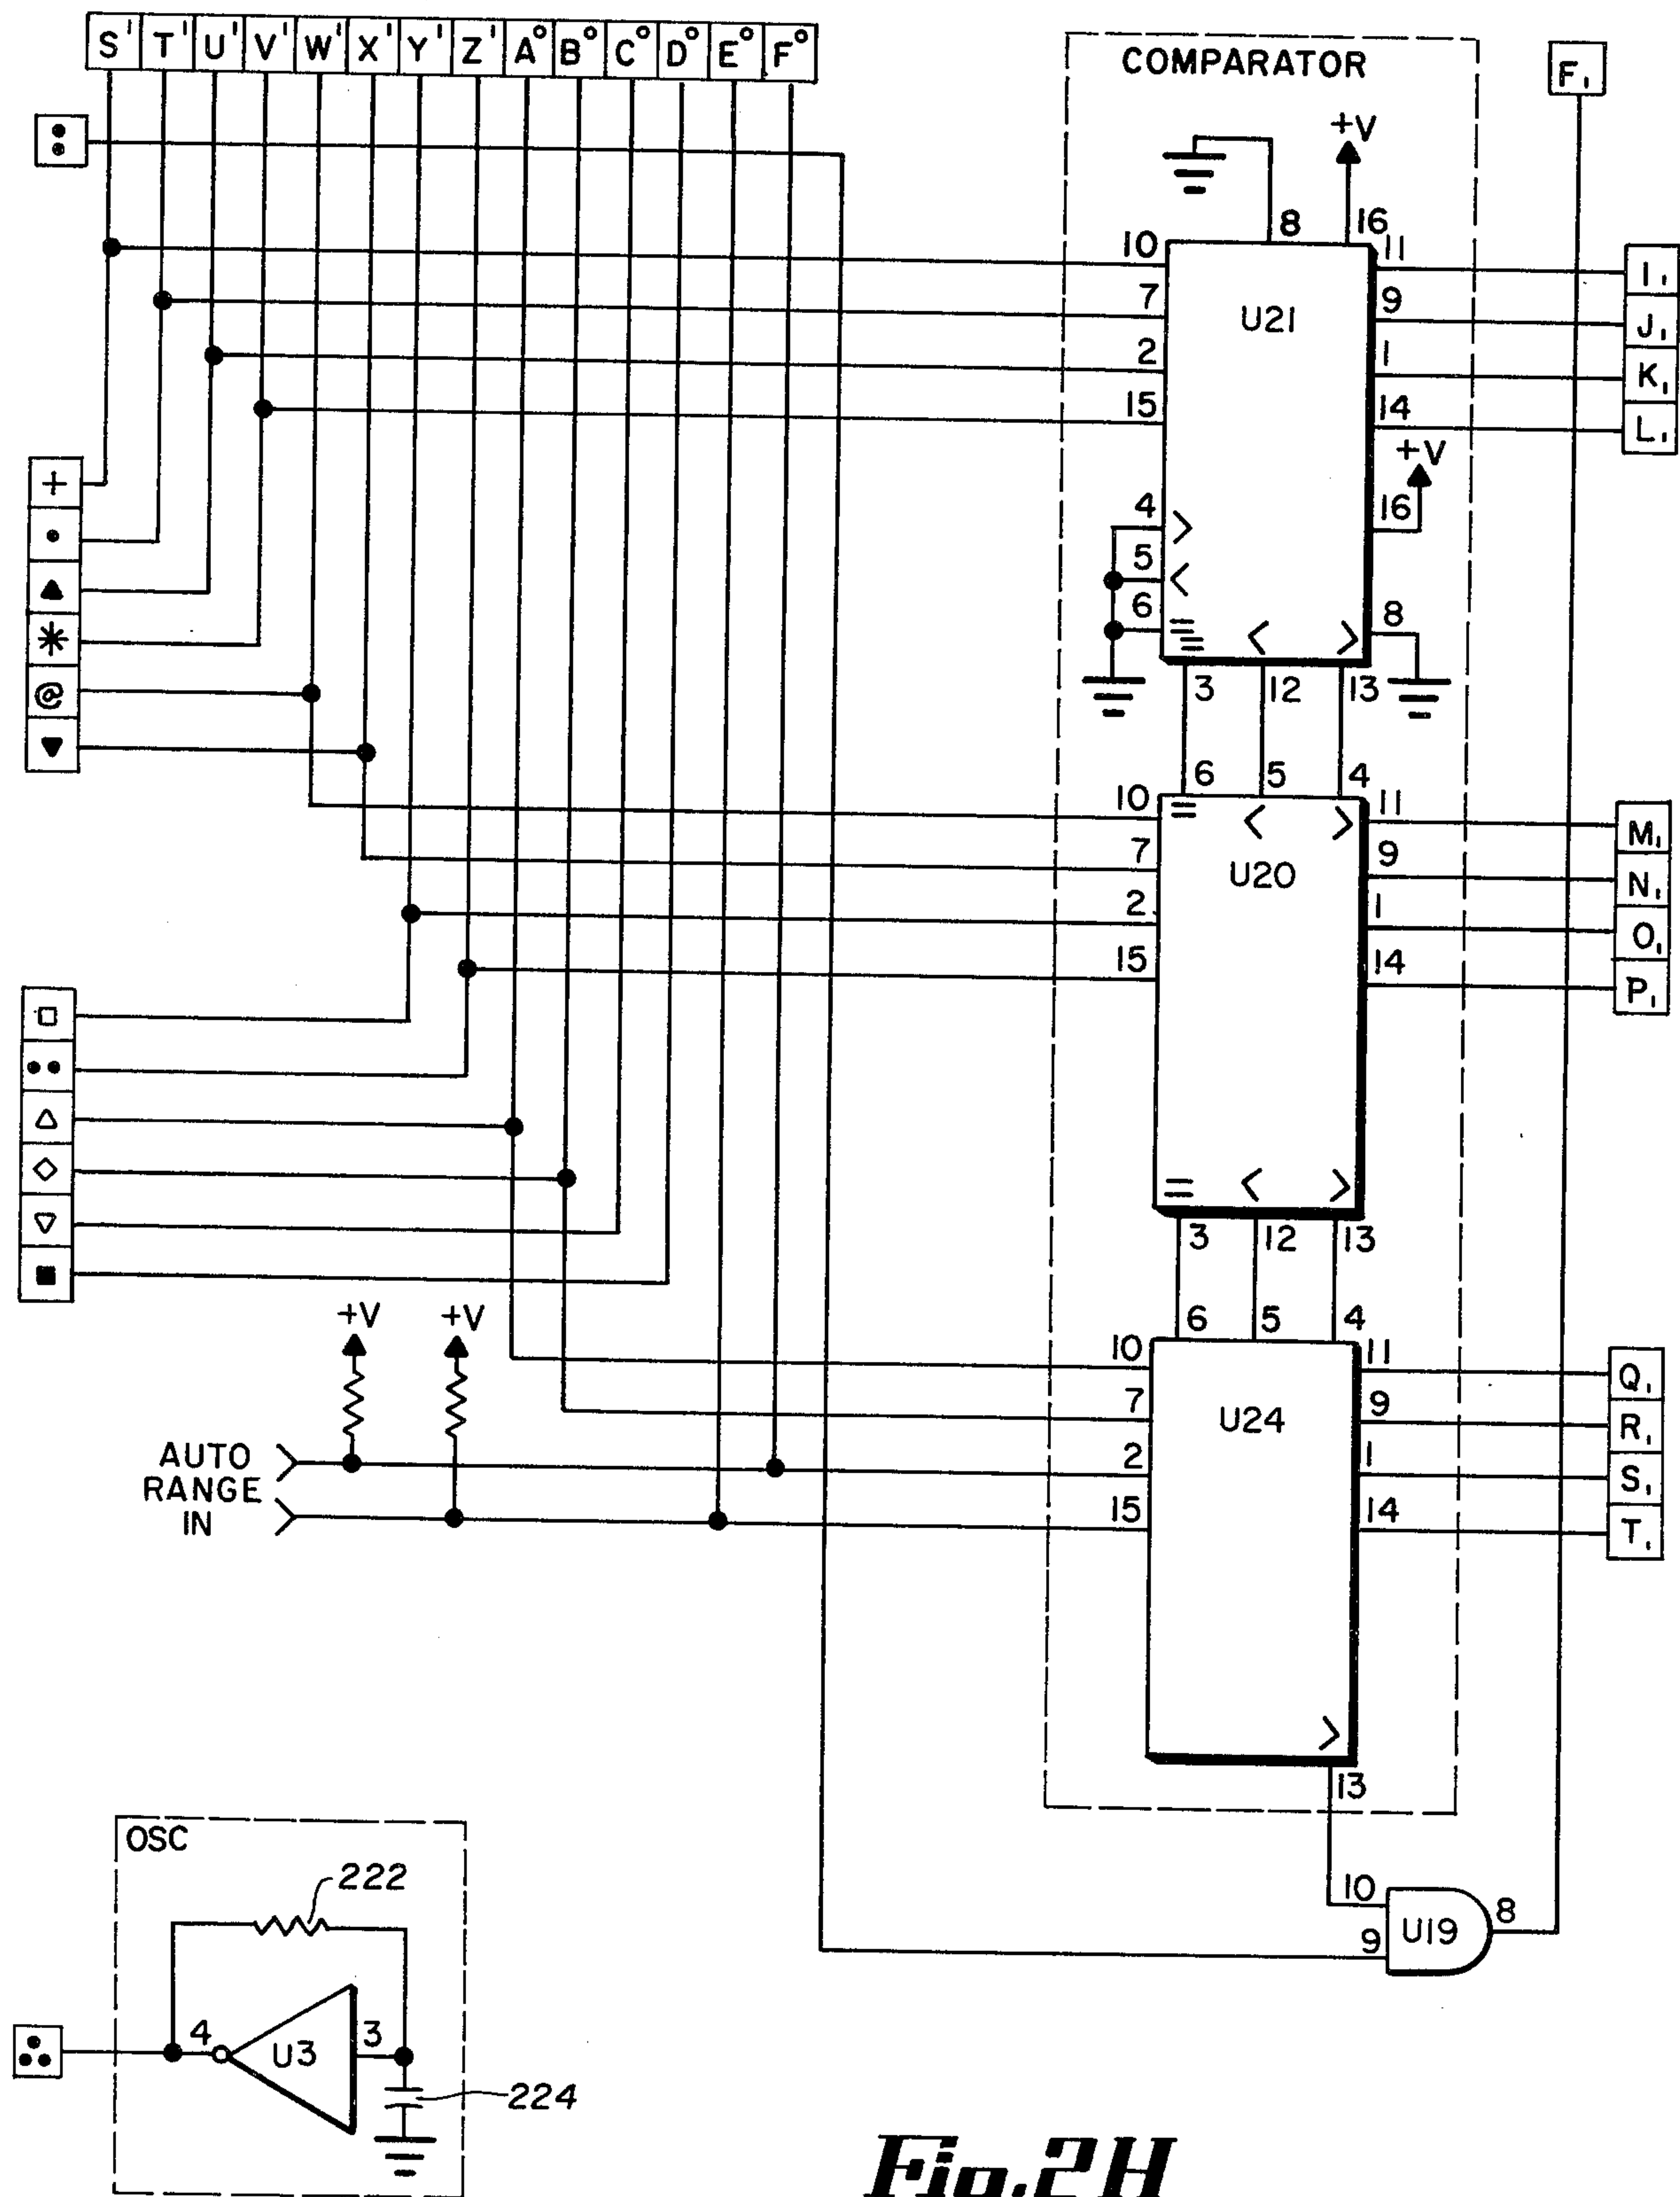 S' T' U' V' W' X' Y' Z' A° B° C° D° E° F°
COMPARATOR
F₁
+V
8 16
10 11 I₁
7 U21 9 J₁
2 1 K₁
15 14 L₁
+V
4 > 16
5 <
6 = < > 8
3 12 13
+
•
▲
*
@
▼
6 5 4
10 = < > 11 M₁
7 U20 9 N₁
2 1 O₁
15 14 P₁
= < >
3 12 13
+V +V
6 5 4
10 11 Q₁
7 U24 9 R₁
AUTO 2 1 S₁
RANGE
IN 15 14 T₁
>
13
OSC
222
10
9 U19 8
4 U3 3
224
Fig. 2H